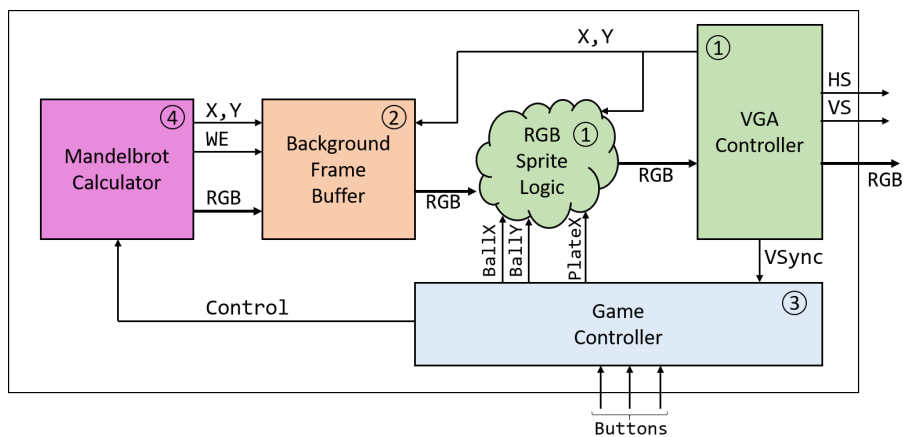 X,Y
①
HS
VS
VGA
Controller
RGB
④
Mandelbrot
Calculator
X,Y
WE
RGB
②
Background
Frame
Buffer
RGB
RGB
①
Sprite
Logic
RGB
BallX
BallY
PlateX
VSync
Control
③
Game
Controller
Buttons